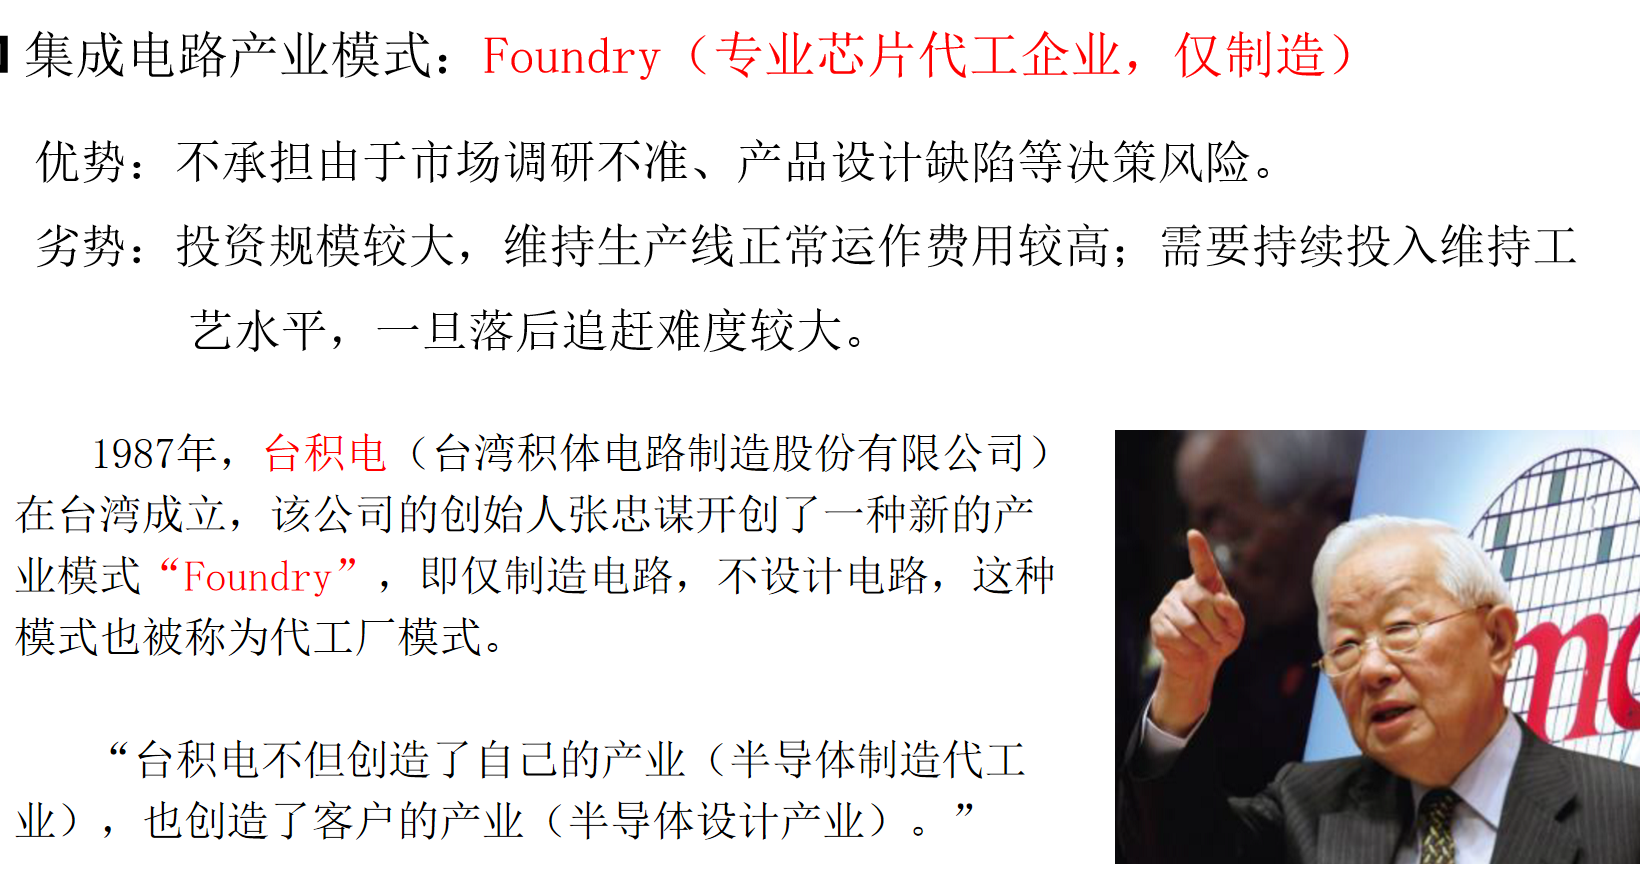 集成电路产业模式：Foundry（专业芯片代工企业，仅制造）
优势：不承担由于市场调研不准、产品设计缺陷等决策风险。
劣势：投资规模较大，维持生产线正常运作费用较高；需要持续投入维持工
艺水平，一旦落后追赶难度较大。
1987年，台积电（台湾积体电路制造股份有限公司）
在台湾成立，该公司的创始人张忠谋开创了一种新的产
业模式“Foundry”，即仅制造电路，不设计电路，这种
模式也被称为代工厂模式。
“台积电不但创造了自己的产业（半导体制造代工
业），也创造了客户的产业（半导体设计产业）。”